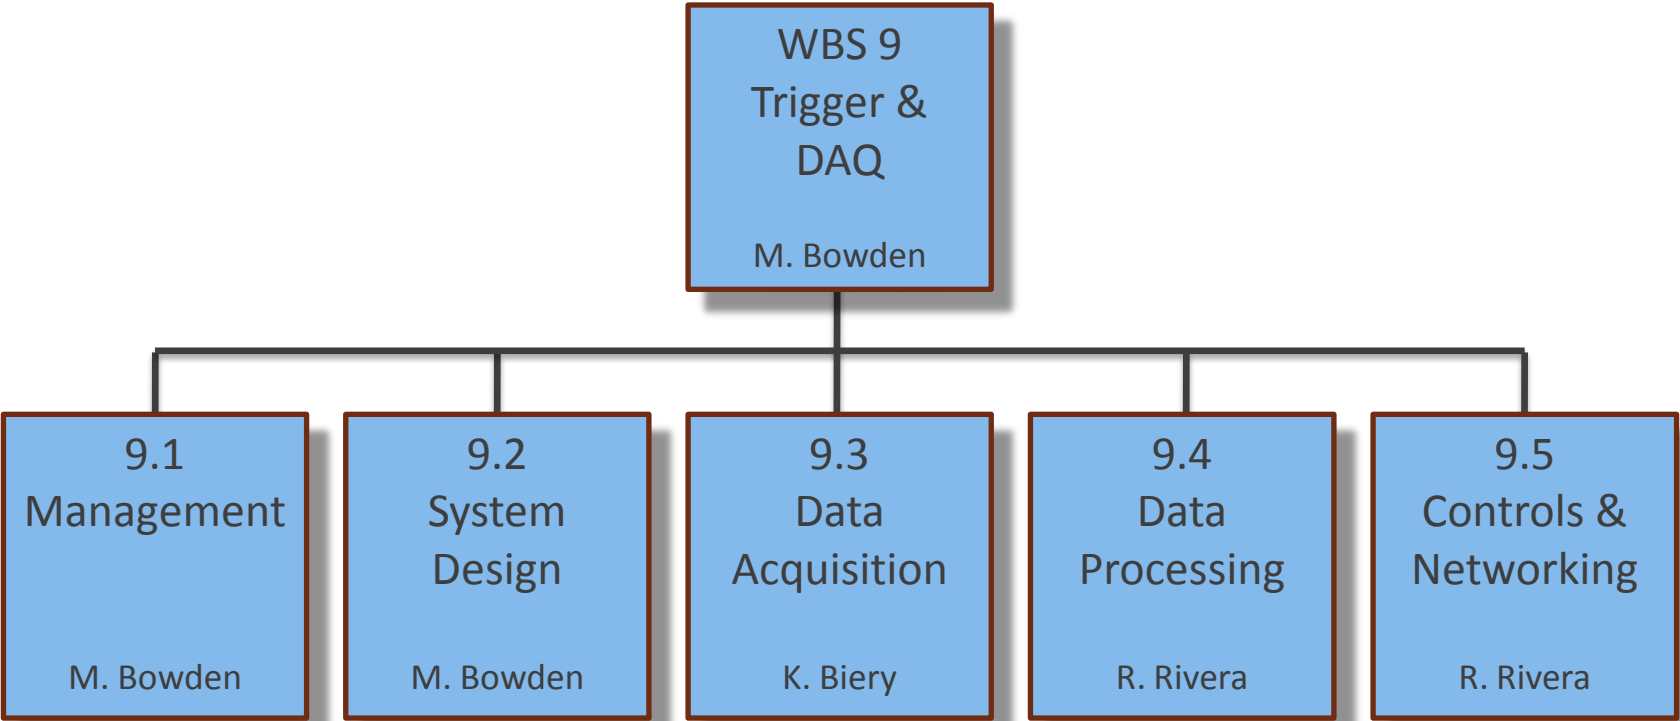 WBS 9
Trigger &
DAQ
M. Bowden
9.1
Management
M. Bowden
9.2
System
Design
M. Bowden
9.3
Data
Acquisition
K. Biery
9.4
Data
Processing
R. Rivera
9.5
Controls &
Networking
R. Rivera